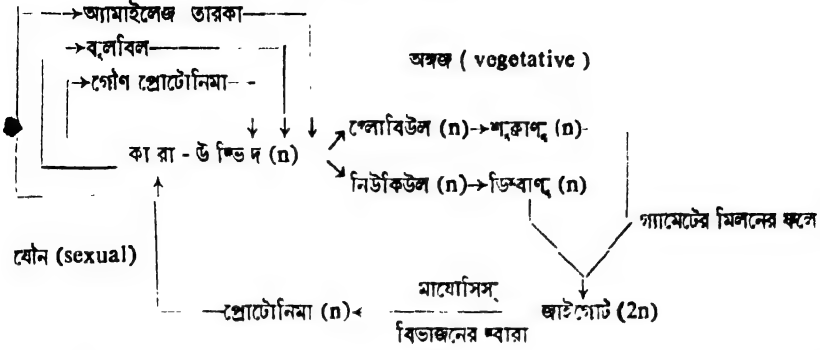 অ্যামাইলেজ তারকা
বুলবিল
গৌণ প্রোটোনিমা
অঙ্গজ ( vegetative )
কারা-উদ্ভিদ (n)
গ্লোবিউল (n)→শুক্রাণু (n)
নিউকিউল (n)→ডিম্বাণু (n)
গ্যামেটের মিলনের ফলে
যৌন (sexual)
মায়োসিস্
প্রোটোনিমা (n)
জাইগোট (2n)
বিভাজনের দ্বারা